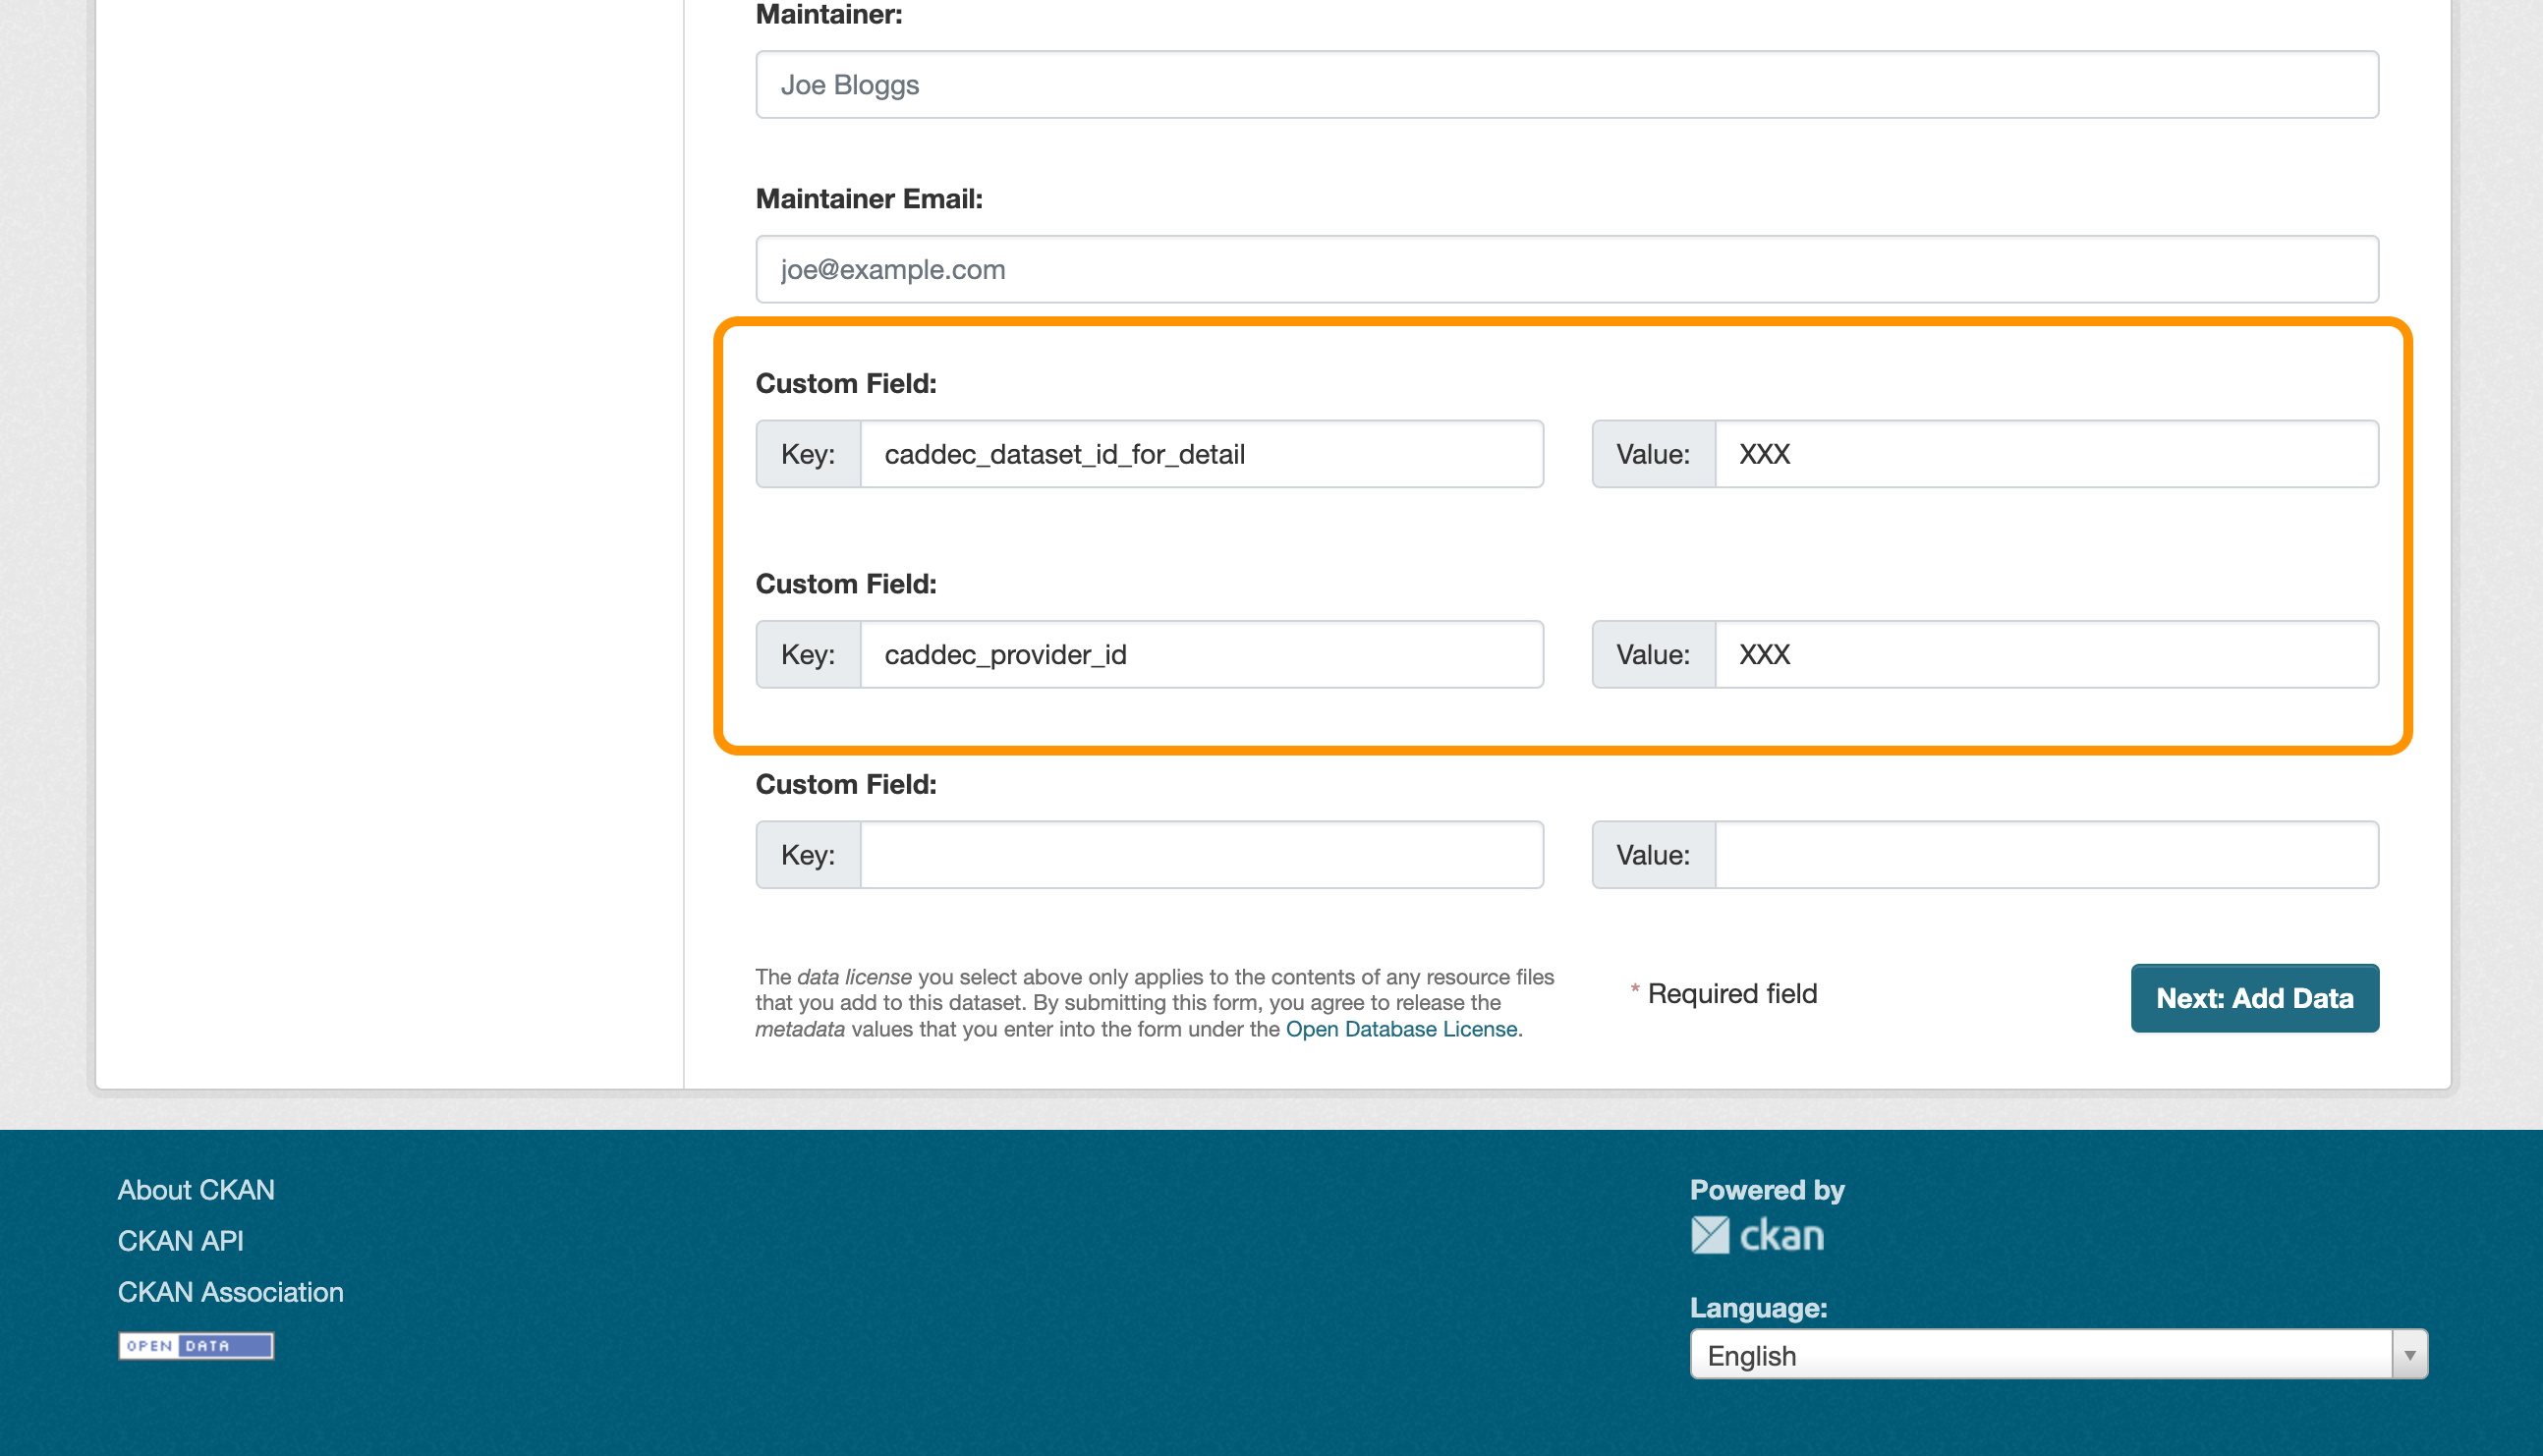 Maintainer:
Joe Bloggs
Maintainer Email:
joe@example.com
Custom Field:
Key: caddec_dataset_id_for_detail Value: XXX
Custom Field:
Key: caddec_provider_id Value: XXX
Custom Field:
Key: Value:
The data license you select above only applies to the contents of any resource files
that you add to this dataset. By submitting this form, you agree to release the
metadata values that you enter into the form under the Open Database License.
* Required field
Next: Add Data
About CKAN
CKAN API
CKAN Association
OPEN DATA
Powered by
ckan
Language:
English